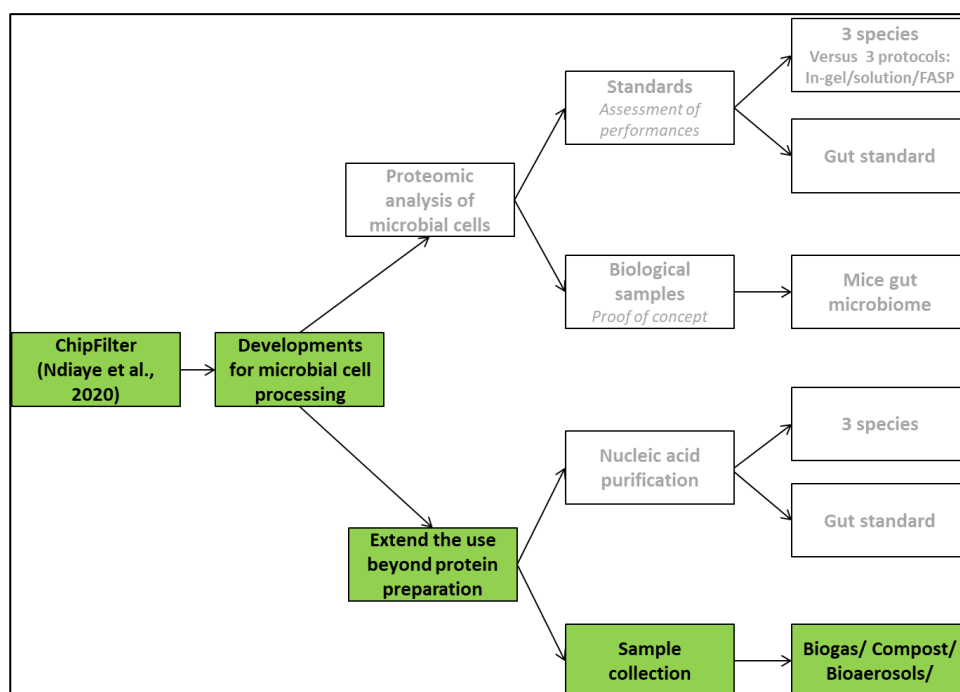 3 species
Versus 3 protocols:
In-gel/solution/FASP
Standards
Assessment of
performances
Gut standard
Proteomic
analysis of
microbial cells
Biological
samples
Proof of concept
Mice gut
microbiome
ChipFilter
(Ndiaye et al.,
2020)
Developments
for microbial cell
processing
3 species
Nucleic acid
purification
Gut standard
Extend the use
beyond protein
preparation
Sample
collection
Biogas/ Compost/
Bioaerosols/